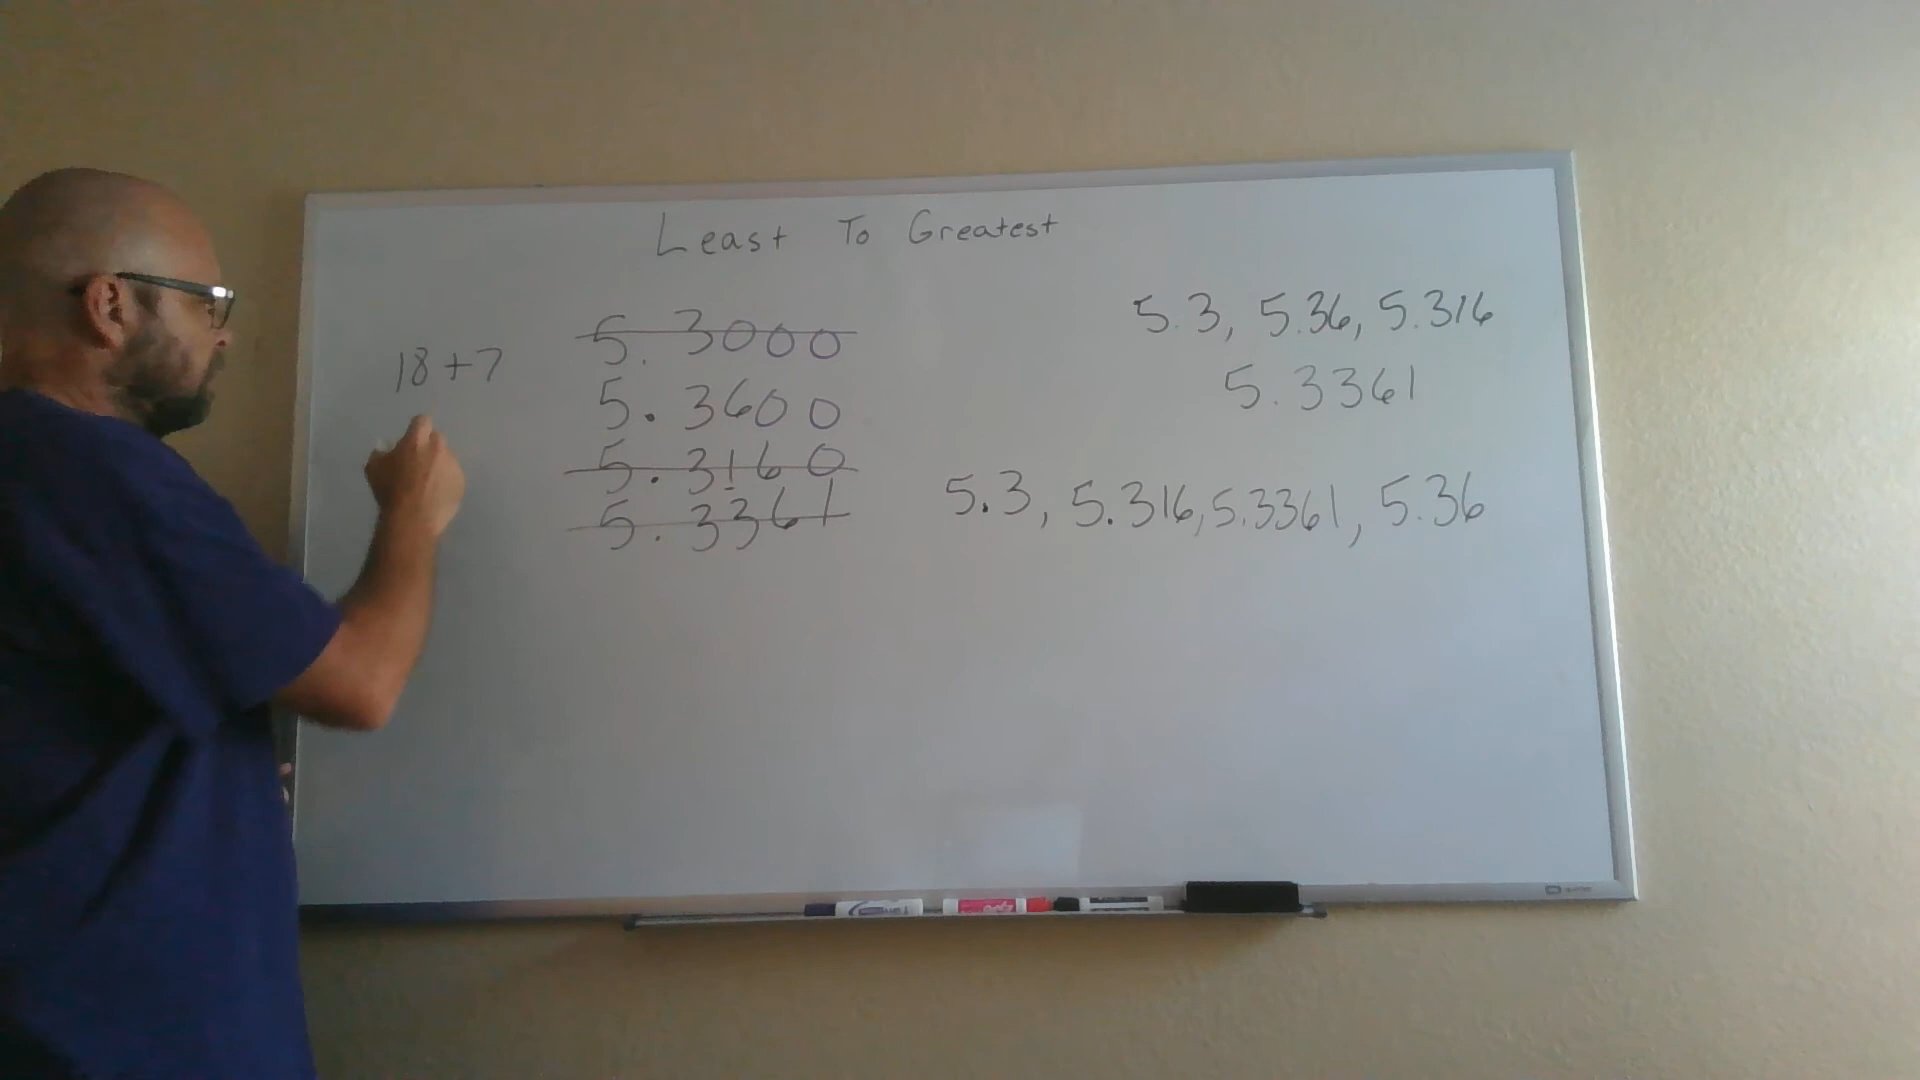 Least To Greatest
18+7
5.3000
5.3600
5.3160
5.3361
5.3, 5.36, 5.316
5.3361
5.3, 5.316, 5.3361, 5.36